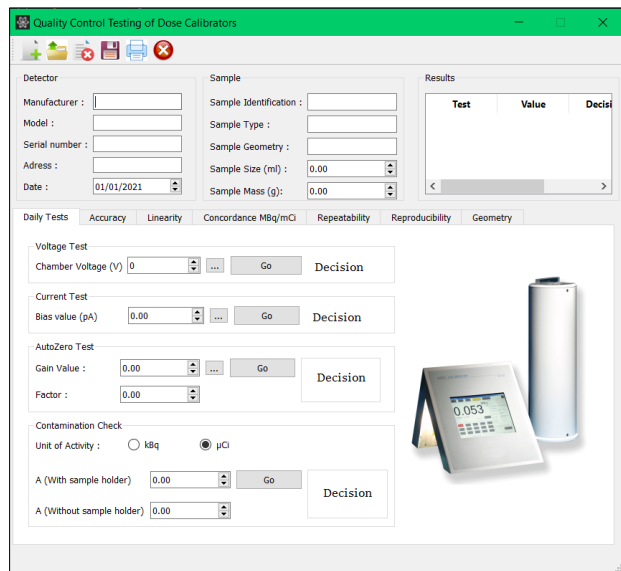 Quality Control Testing of Dose Calibrators
Detector
Manufacturer :
Model :
Serial number :
Adress :
Date : 01/01/2021
Sample
Sample Identification :
Sample Type :
Sample Geometry :
Sample Size (ml) : 0.00
Sample Mass (g): 0.00
Results
Test Value Decisi
Daily Tests Accuracy Linearity Concordance MBq/mCi Repeatability Reproducibility Geometry
Voltage Test
Chamber Voltage (V) 0 ... Go Decision
Current Test
Bias value (pA) 0.00 ... Go Decision
AutoZero Test
Gain Value : 0.00 ... Go
Decision
Factor : 0.00
Contamination Check
Unit of Activity : kBq µCi
A (With sample holder) 0.00 Go
Decision
A (Without sample holder) 0.00
0.053